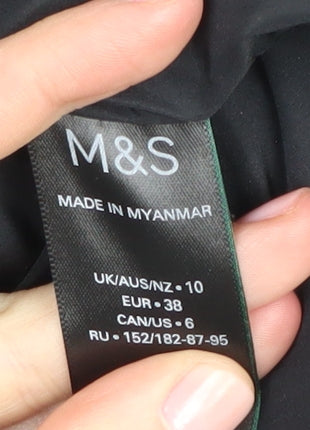 M&S
MADE IN MYANMAR
UK/AUS/NZ • 10
EUR • 38
CAN/US • 6
RU • 152/182-87-95